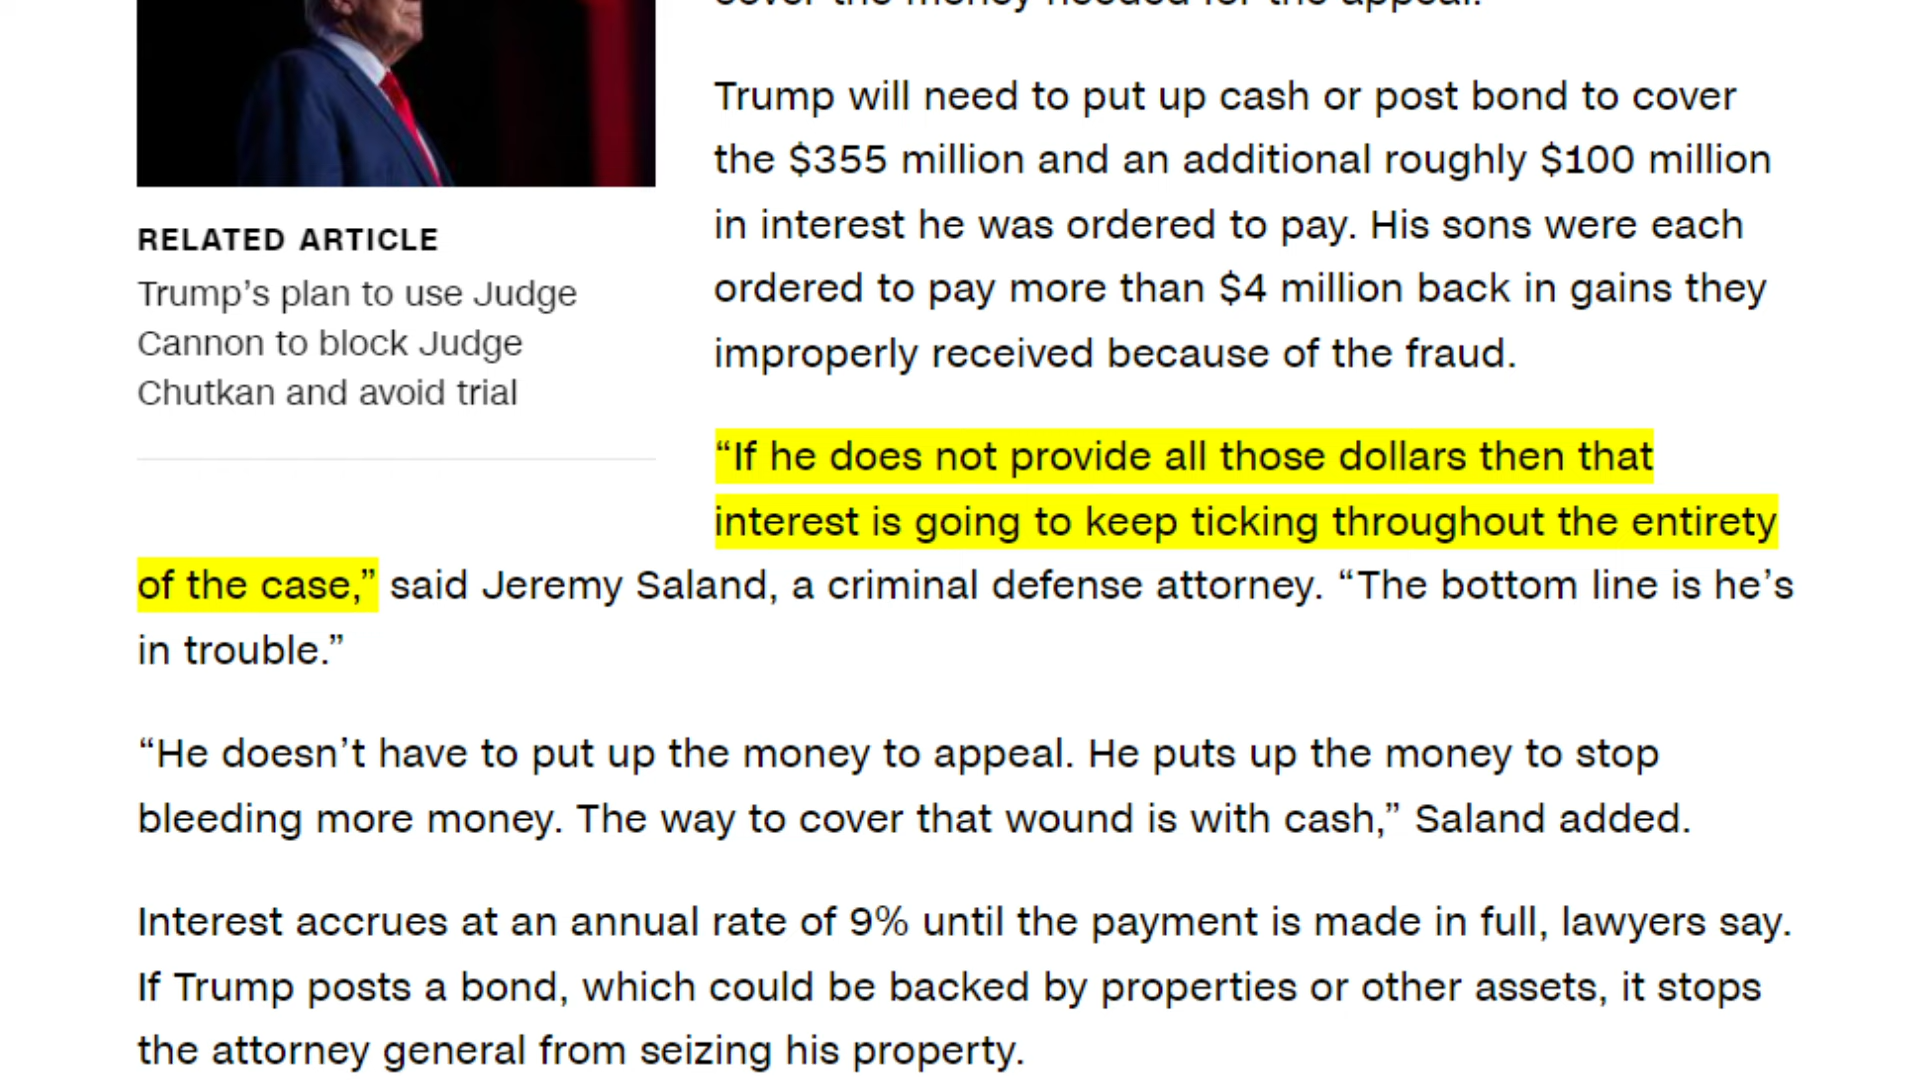 cover the money needed for the appeal.
Trump will need to put up cash or post bond to cover
the $355 million and an additional roughly $100 million
in interest he was ordered to pay. His sons were each
ordered to pay more than $4 million back in gains they
improperly received because of the fraud.
RELATED ARTICLE
Trump’s plan to use Judge
Cannon to block Judge
Chutkan and avoid trial
“If he does not provide all those dollars then that
interest is going to keep ticking throughout the entirety
of the case,” said Jeremy Saland, a criminal defense attorney. “The bottom line is he’s
in trouble.”
“He doesn’t have to put up the money to appeal. He puts up the money to stop
bleeding more money. The way to cover that wound is with cash,” Saland added.
Interest accrues at an annual rate of 9% until the payment is made in full, lawyers say.
If Trump posts a bond, which could be backed by properties or other assets, it stops
the attorney general from seizing his property.